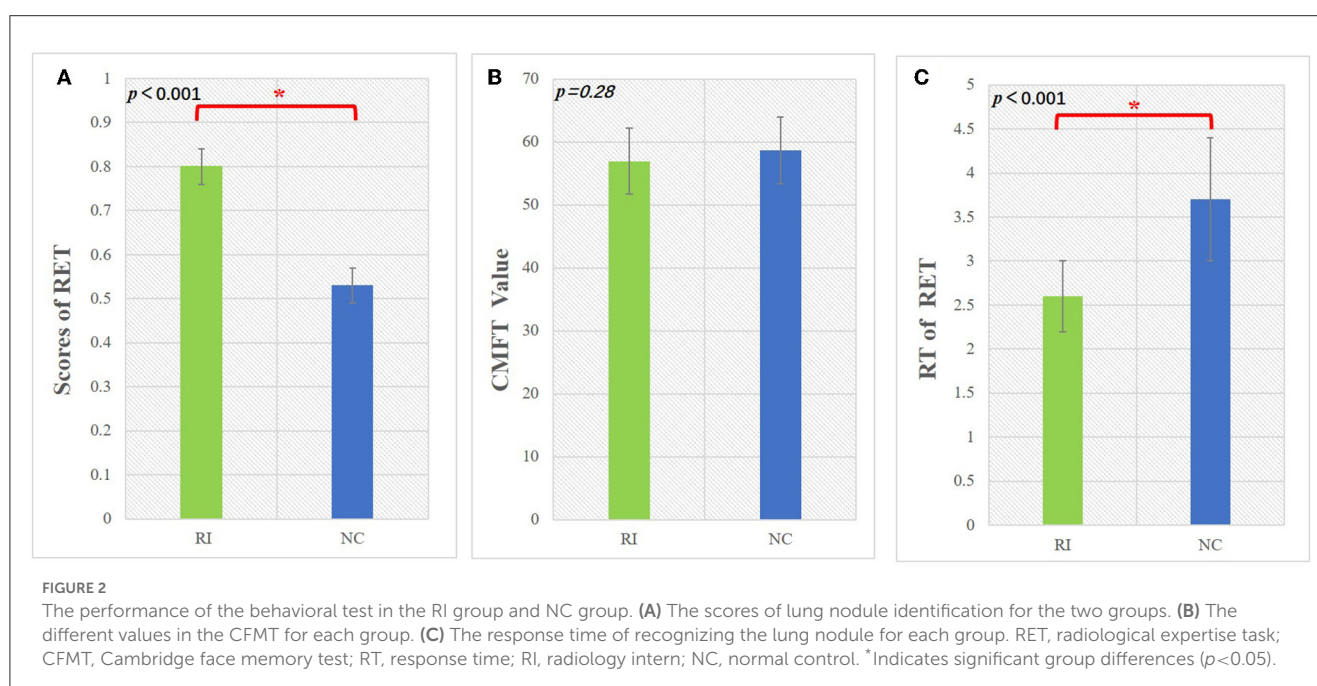 A
p < 0.001
*
Scores of RET
1
0.9
0.8
0.7
0.6
0.5
0.4
0.3
0.2
0.1
0
RI NC
B
p=0.28
CMFT Value
70
60
50
40
30
20
10
0
RI NC
C
p < 0.001
*
RT of RET
5
4.5
4
3.5
3
2.5
2
1.5
1
0.5
0
RI NC
FIGURE 2
The performance of the behavioral test in the RI group and NC group. (A) The scores of lung nodule identification for the two groups. (B) The
different values in the CFMT for each group. (C) The response time of recognizing the lung nodule for each group. RET, radiological expertise task;
CFMT, Cambridge face memory test; RT, response time; RI, radiology intern; NC, normal control. *Indicates significant group differences (p<0.05).